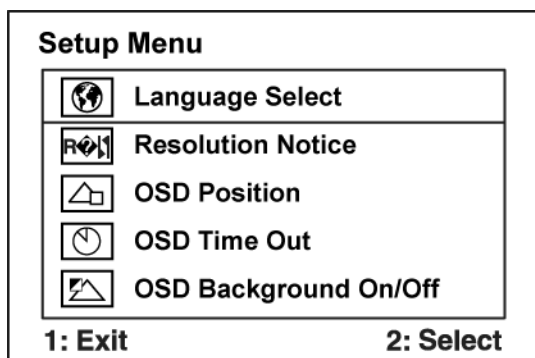 Setup Menu
Language Select
Resolution Notice
OSD Position
OSD Time Out
OSD Background On/Off
1: Exit 2: Select